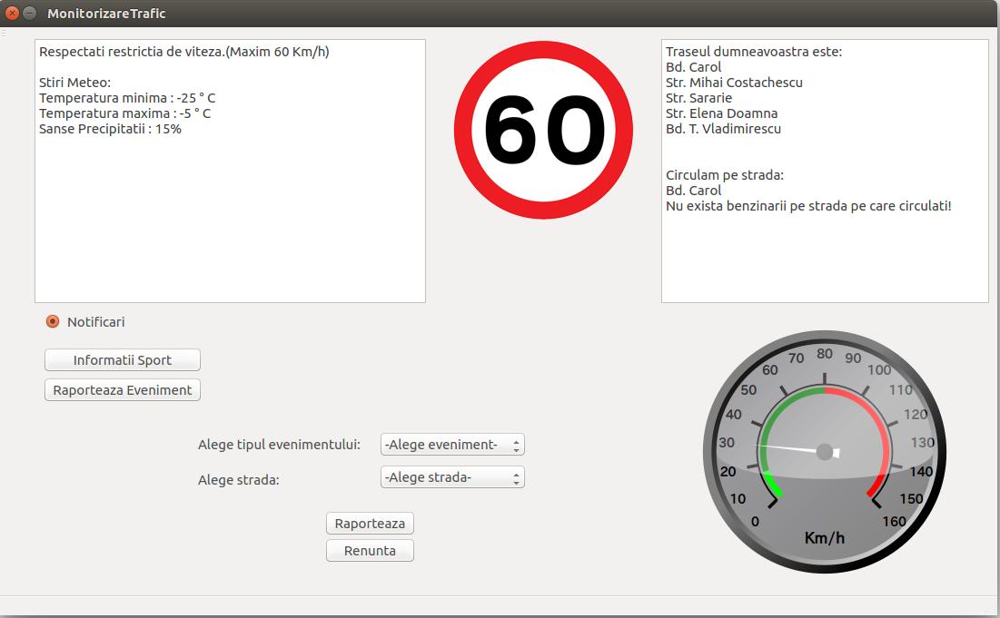 MonitorizareTrafic
Respectati restrictia de viteza.(Maxim 60 Km/h)
Stiri Meteo:
Temperatura minima : -25 ° C
Temperatura maxima : -5 ° C
Sanse Precipitatii : 15%
60
Traseul dumneavoastra este:
Bd. Carol
Str. Mihai Costachescu
Str. Sararie
Str. Elena Doamna
Bd. T. Vladimirescu
Circulam pe strada:
Bd. Carol
Nu exista benzinarii pe strada pe care circulati!
Notificari
Informatii Sport
Raporteaza Eveniment
Alege tipul evenimentului:
-Alege eveniment-
Alege strada:
-Alege strada-
Raporteaza
Renunta
0
10
20
30
40
50
60
70
80
90
100
110
120
130
140
150
160
Km/h